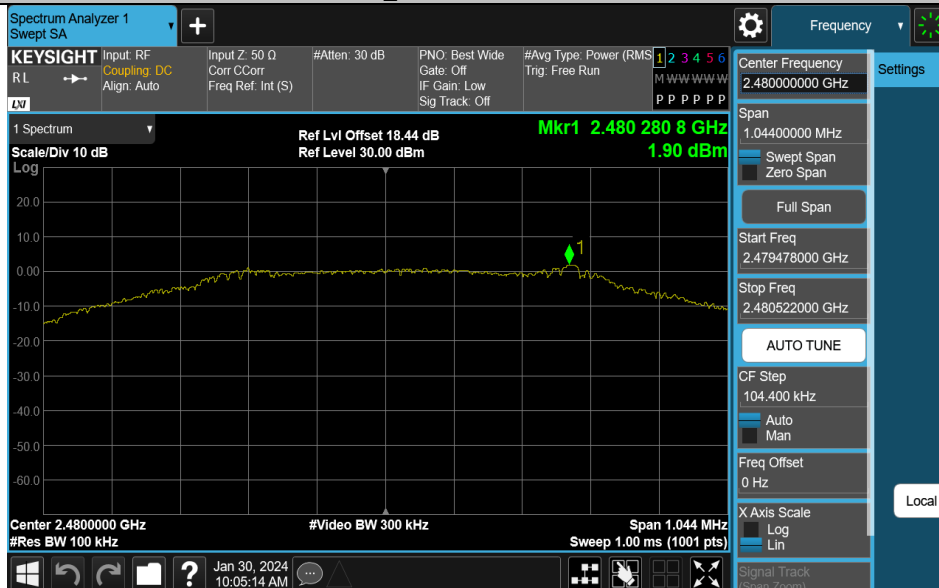 Spectrum Analyzer 1
Swept SA
Frequency
KEYSIGHT
R L
LXI
Input: RF
Coupling: DC
Align: Auto
Input Z: 50 Ω
Corr CCorr
Freq Ref: Int (S)
#Atten: 30 dB
PNO: Best Wide
Gate: Off
IF Gain: Low
Sig Track: Off
#Avg Type: Power (RMS
Trig: Free Run
1 2 3 4 5 6
M W W W W W
P P P P P P
1 Spectrum
Scale/Div 10 dB
Log
Ref Lvl Offset 18.44 dB
Ref Level 30.00 dBm
Mkr1 2.480 280 8 GHz
1.90 dBm
20.0
10.0
0.00
-10.0
-20.0
-30.0
-40.0
-50.0
-60.0
1
Center 2.4800000 GHz
#Res BW 100 kHz
#Video BW 300 kHz
Span 1.044 MHz
Sweep 1.00 ms (1001 pts)
Jan 30, 2024
10:05:14 AM
Center Frequency
2.480000000 GHz
Settings
Span
1.04400000 MHz
Swept Span
Zero Span
Full Span
Start Freq
2.479478000 GHz
Stop Freq
2.480522000 GHz
AUTO TUNE
CF Step
104.400 kHz
Auto
Man
Freq Offset
0 Hz
Local
X Axis Scale
Log
Lin
Signal Track
(Span Zoom)